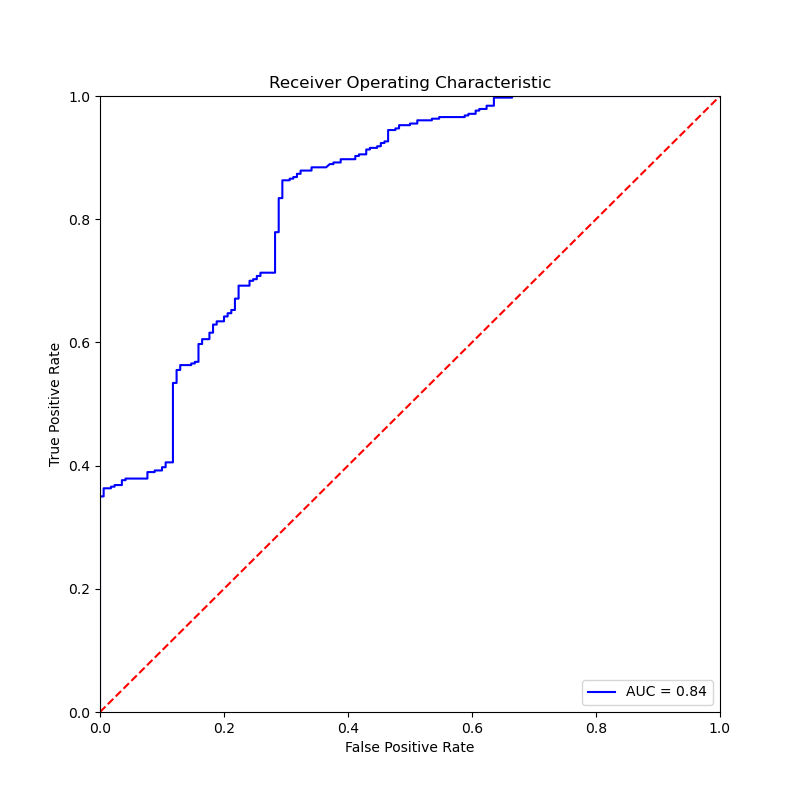 Receiver Operating Characteristic
1.0
0.8
0.6
0.4
0.2
0.0
True Positive Rate
AUC = 0.84
0.0 0.2 0.4 0.6 0.8 1.0
False Positive Rate